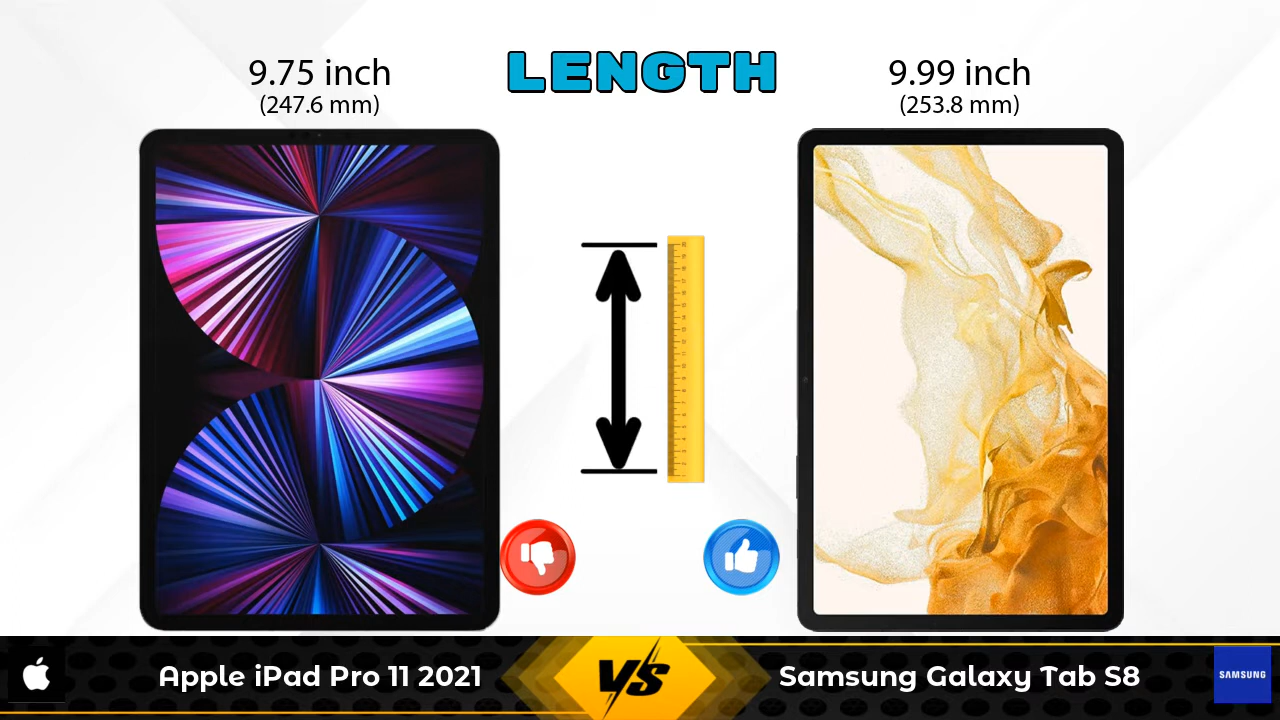 LENGTH
9.75 inch
(247.6 mm)
9.99 inch
(253.8 mm)
Apple iPad Pro 11 2021
VS
Samsung Galaxy Tab S8
SAMSUNG